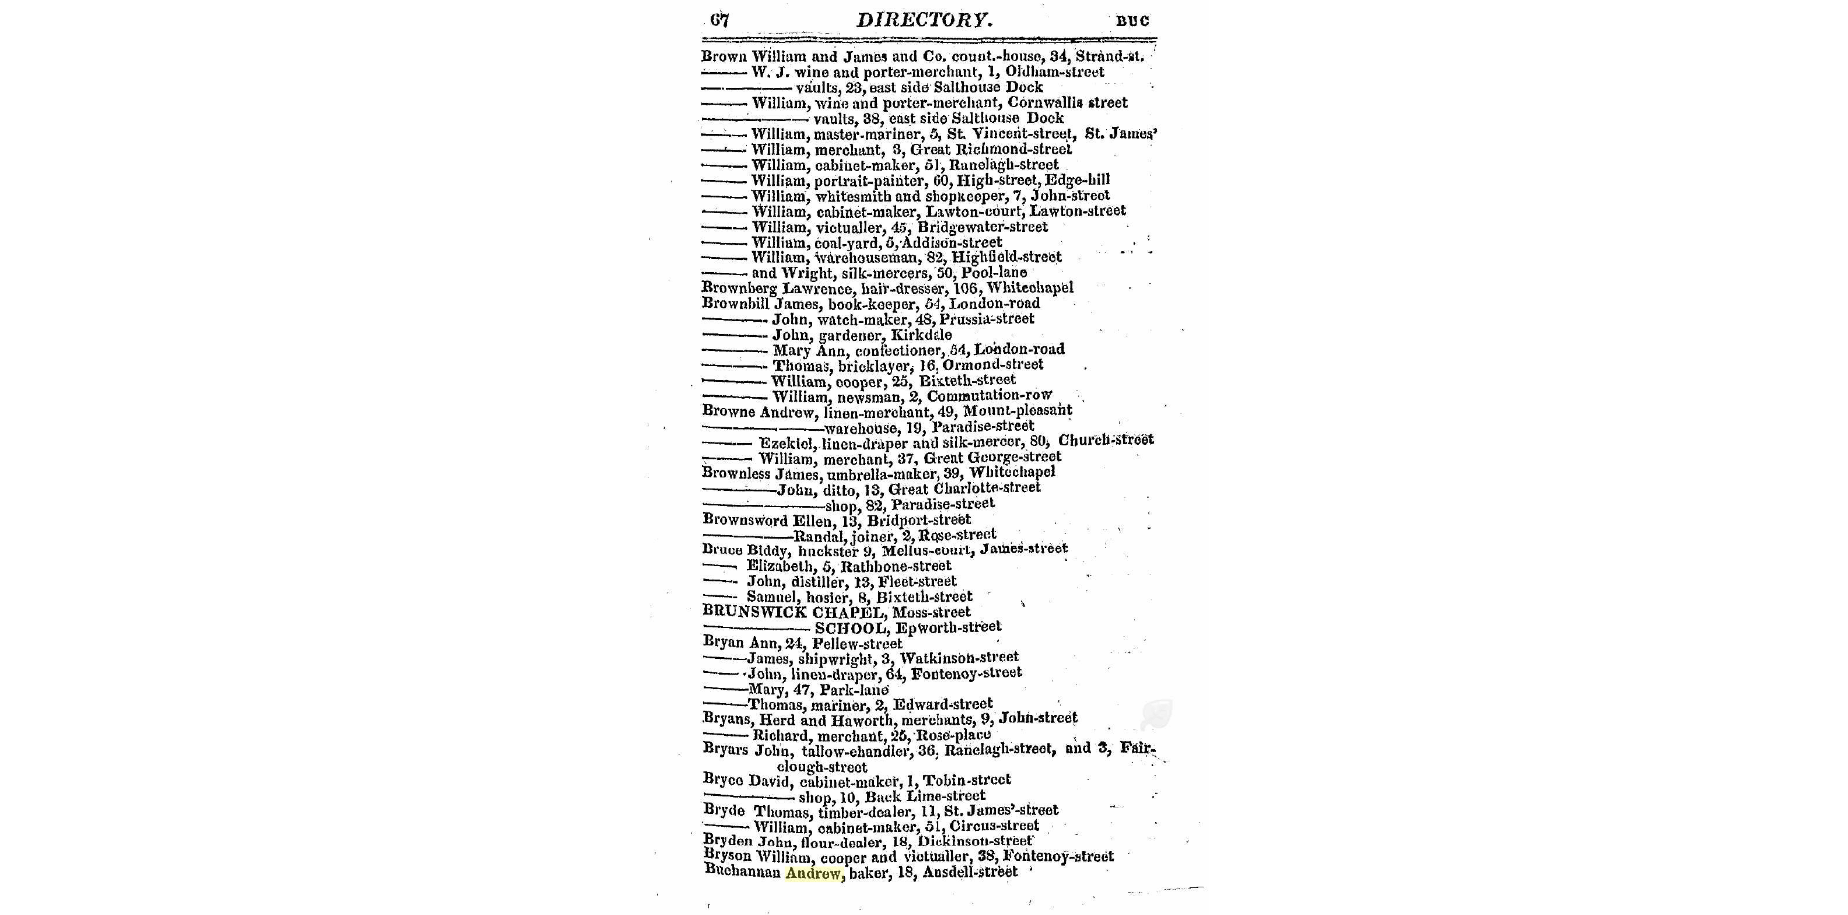 67 DIRECTORY. BUC
Brown William and James and Co. count.-house, 34, Strand-st.
——— W. J. wine and porter-merchant, 1, Oldham-street
—————— vaults, 23, east side Salthouse Dock
——— William, wine and porter-merchant, Cornwallis street
——————— vaults, 38, east side Salthouse Dock
——— William, master-mariner, 5, St. Vincent-street, St. James'
——— William, merchant, 3, Great Richmond-street
——— William, cabinet-maker, 51, Ranelagh-street
——— William, portrait-painter, 60, High-street, Edge-hill
——— William, whitesmith and shopkeeper, 7, John-street
——— William, cabinet-maker, Lawton-court, Lawton-street
——— William, victualler, 45, Bridgewater-street
——— William, coal-yard, 5, Addison-street
——— William, warehouseman, 82, Highfield-street
——— and Wright, silk-mercers, 50, Pool-lane
Brownberg Lawrence, hair-dresser, 106, Whitechapel
Brownbill James, book-keeper, 54, London-road
———— John, watch-maker, 48, Prussia-street
———— John, gardener, Kirkdale
———— Mary Ann, confectioner, 54, London-road
———— Thomas, bricklayer, 16, Ormond-street
———— William, cooper, 25, Bixteth-street
———— William, newsman, 2, Commutation-row
Browne Andrew, linen-merchant, 49, Mount-pleasant
————————warehouse, 19, Paradise-street
——— Ezekiel, linen-draper and silk-mercer, 80, Church-street
——— William, merchant, 37, Great George-street
Brownless James, umbrella-maker, 39, Whitechapel
—————John, ditto, 13, Great Charlotte-street
————————shop, 82, Paradise-street
Brownsword Ellen, 13, Bridport-street
——————Randal, joiner, 2, Rose-street
Bruce Biddy, huckster 9, Mellus-court, James-street
—— Elizabeth, 5, Rathbone-street
—— John, distiller, 13, Fleet-street
—— Samuel, hosier, 8, Bixteth-street
BRUNSWICK CHAPEL, Moss-street
——————— SCHOOL, Epworth-street
Bryan Ann, 24, Pellew-street
———James, shipwright, 3, Watkinson-street
———John, linen-draper, 64, Fontenoy-street
———Mary, 47, Park-lane
———Thomas, mariner, 2, Edward-street
Bryans, Herd and Haworth, merchants, 9, John-street
——— Richard, merchant, 25, Rose-place
Bryars John, tallow-chandler, 36, Ranelagh-street, and 3, Fair-
clough-street
Bryce David, cabinet-maker, 1, Tobin-street
—————— shop, 10, Back Lime-street
Bryde Thomas, timber-dealer, 11, St. James'-street
——— William, cabinet-maker, 51, Circus-street
Bryden John, flour-dealer, 18, Dickinson-street
Bryson William, cooper and victualler, 38, Fontenoy-street
Buchannan Andrew, baker, 18, Ansdell-street